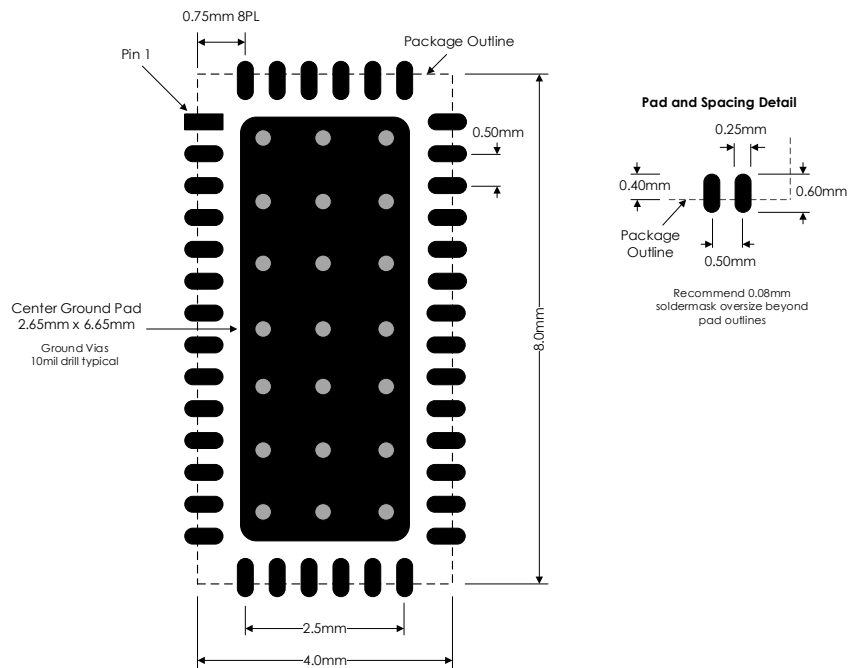 0.75mm 8PL
Package Outline
Pin 1
0.50mm
Center Ground Pad
2.65mm x 6.65mm
Ground Vias
10mil drill typical
8.0mm
2.5mm
4.0mm
Pad and Spacing Detail
0.25mm
0.40mm
0.60mm
Package
Outline
0.50mm
Recommend 0.08mm
soldermask oversize beyond
pad outlines